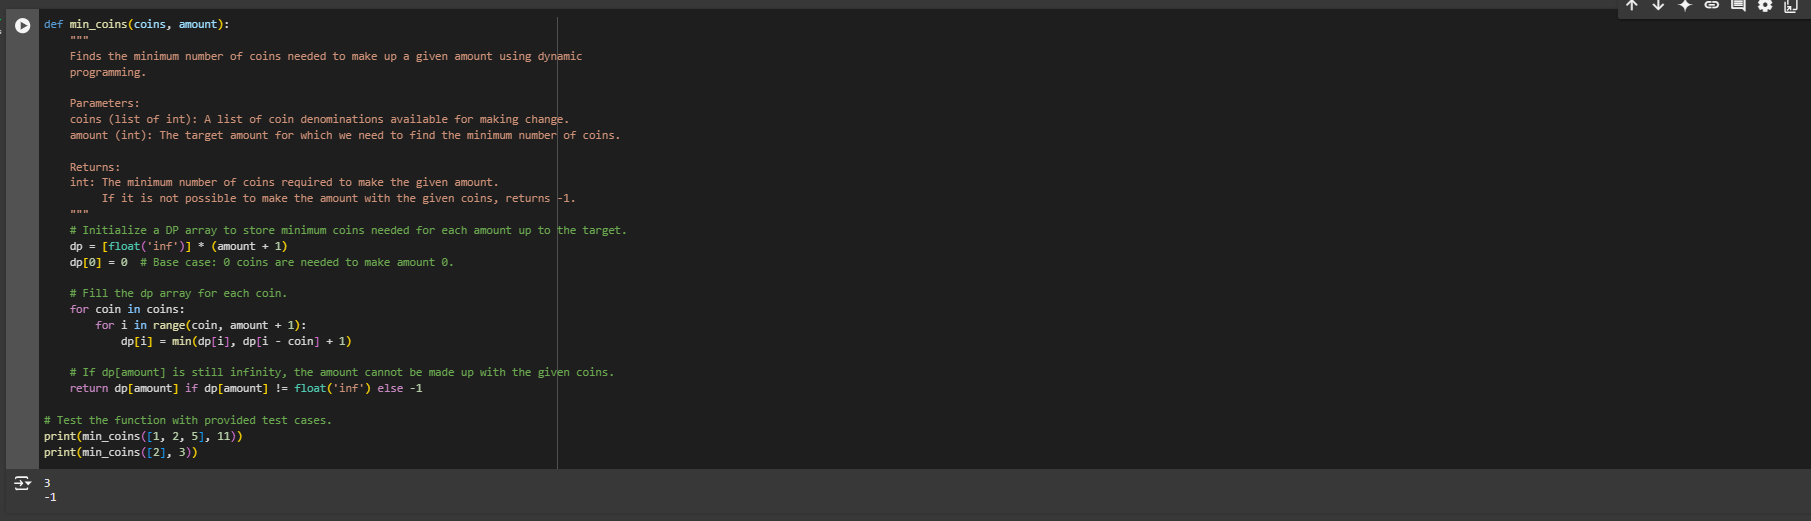 def min_coins(coins, amount):
    """
    Finds the minimum number of coins needed to make up a given amount using dynamic
    programming.

    Parameters:
    coins (list of int): A list of coin denominations available for making change.
    amount (int): The target amount for which we need to find the minimum number of coins.

    Returns:
    int: The minimum number of coins required to make the given amount.
         If it is not possible to make the amount with the given coins, returns -1.
    """
    # Initialize a DP array to store minimum coins needed for each amount up to the target.
    dp = [float('inf')] * (amount + 1)
    dp[0] = 0  # Base case: 0 coins are needed to make amount 0.

    # Fill the dp array for each coin.
    for coin in coins:
        for i in range(coin, amount + 1):
            dp[i] = min(dp[i], dp[i - coin] + 1)

    # If dp[amount] is still infinity, the amount cannot be made up with the given coins.
    return dp[amount] if dp[amount] != float('inf') else -1

# Test the function with provided test cases.
print(min_coins([1, 2, 5], 11))
print(min_coins([2], 3))
3
-1